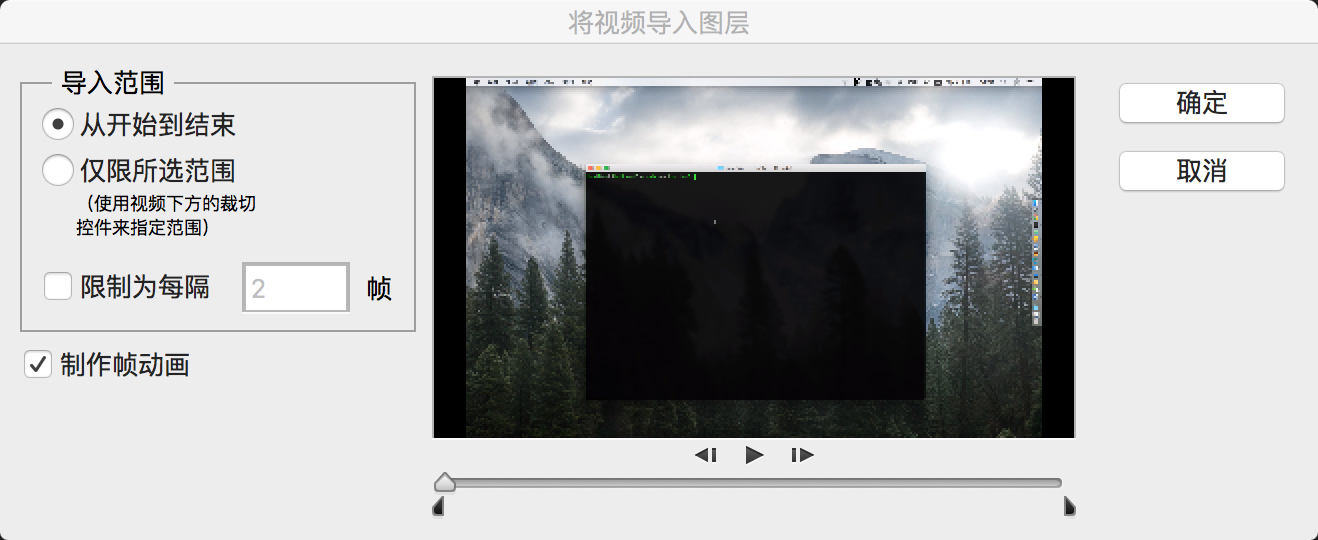 将视频导入图层
导入范围
从开始到结束
仅限所选范围
（使用视频下方的裁切
控件来指定范围）
限制为每隔 2 帧
制作帧动画
确定
取消